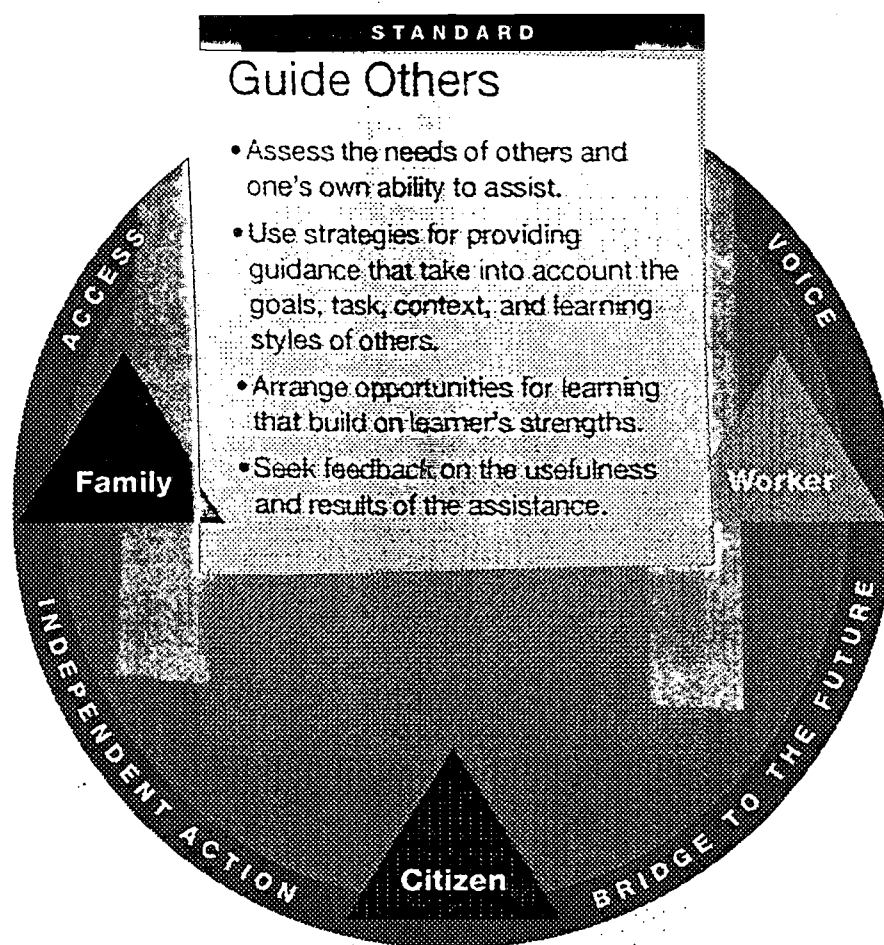 STANDARD
Guide Others
• Assess the needs of others and
one's own ability to assist.
• Use strategies for providing
guidance that take into account the
goals, task, context, and learning
styles of others.
• Arrange opportunities for learning
that build on learner's strengths.
• Seek feedback on the usefulness
and results of the assistance.
ACCESS
VOICE
Family
Worker
INDEPENDENT ACTION
BRIDGE TO THE FUTURE
Citizen